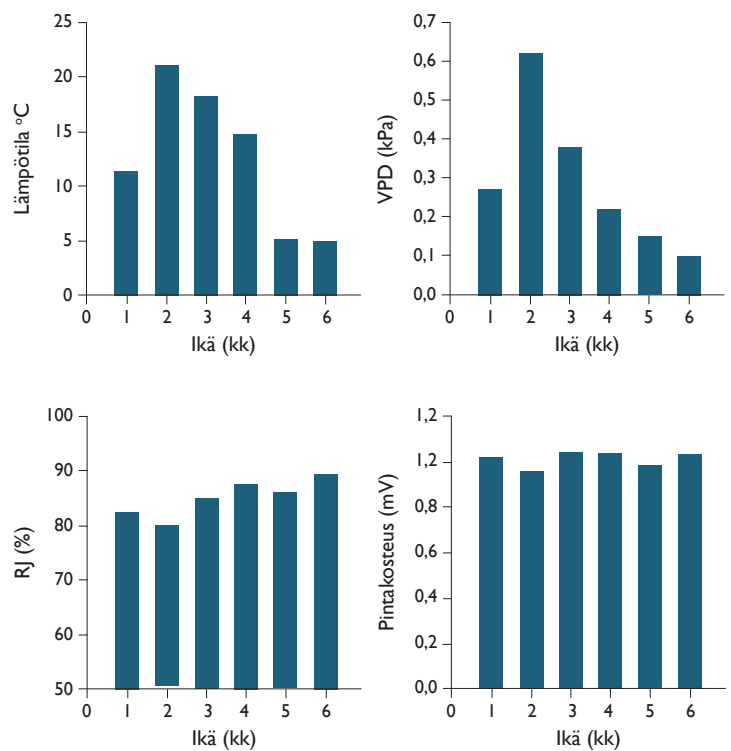 25
20
15
10
5
0
Lämpötila °C
0 1 2 3 4 5 6
Ikä (kk)
0,7
0,6
0,5
0,4
0,3
0,2
0,1
0,0
VPD (kPa)
0 1 2 3 4 5 6
Ikä (kk)
100
90
80
70
60
50
RJ (%)
0 1 2 3 4 5 6
Ikä (kk)
1,2
1,2
0,8
0,6
0,4
0,2
0,0
Pintakosteus (mV)
0 1 2 3 4 5 6
Ikä (kk)